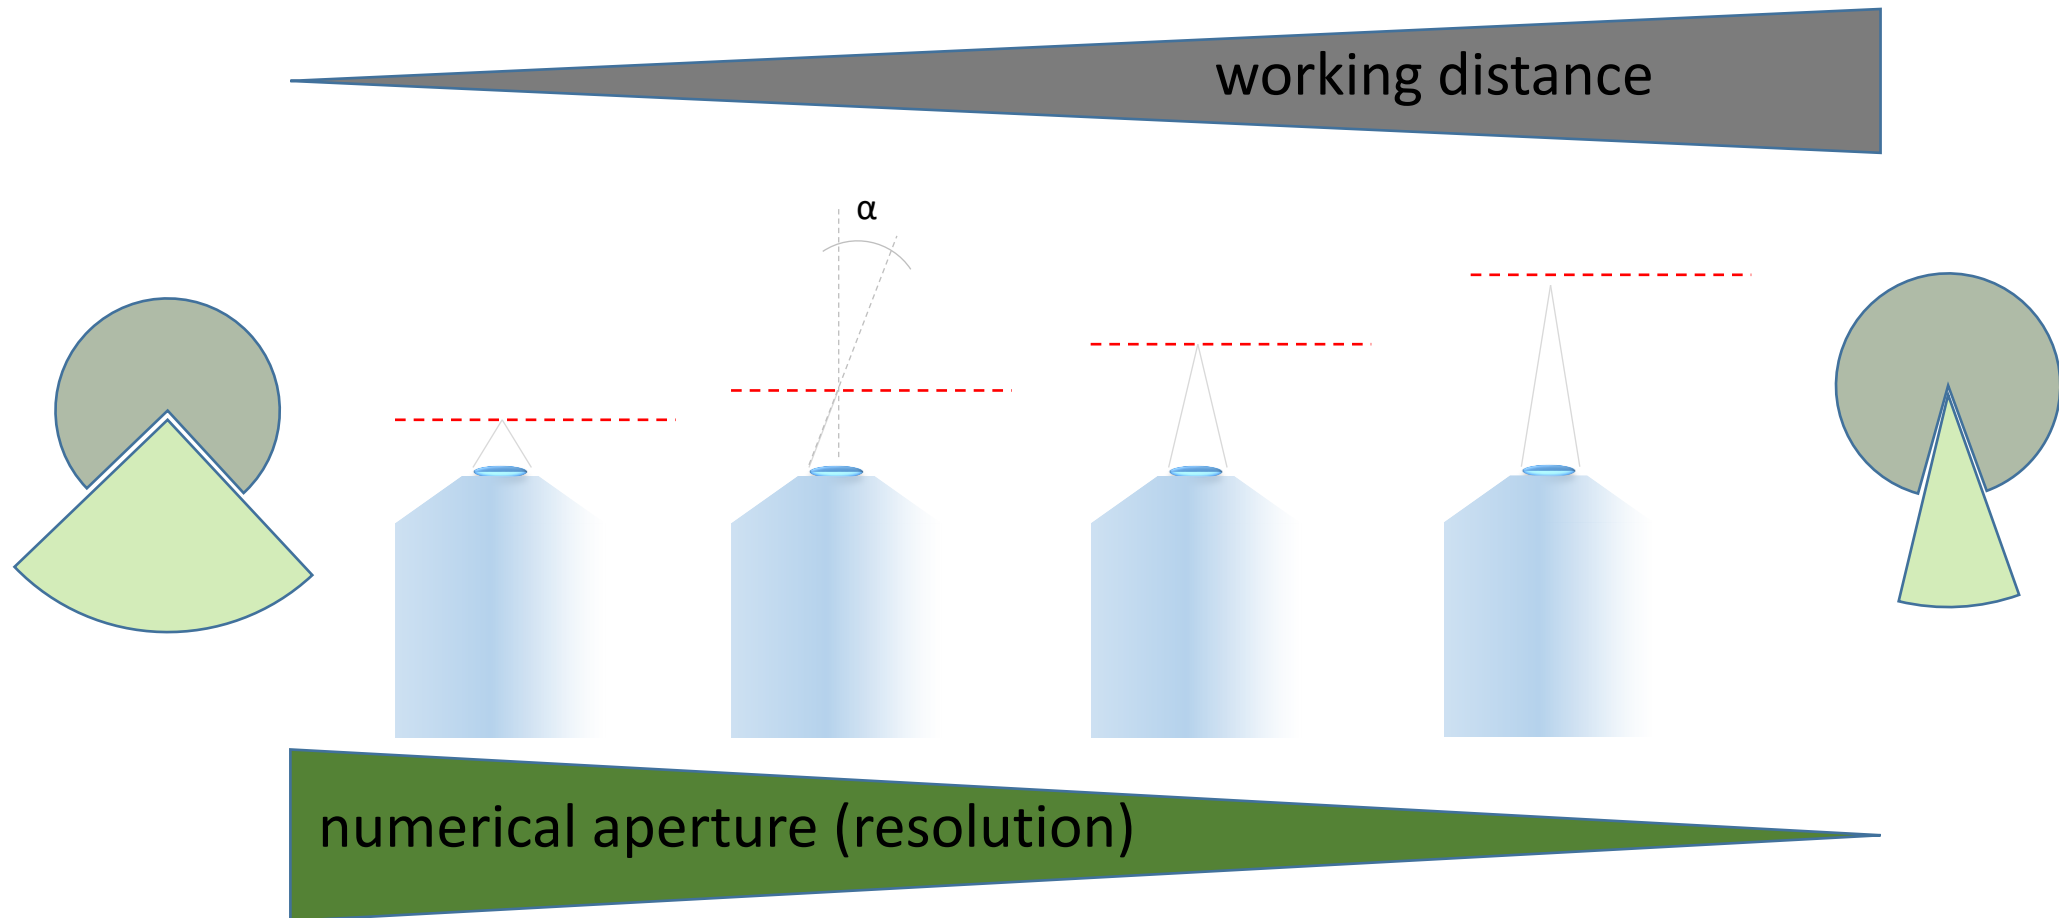 working distance
α
numerical aperture (resolution)